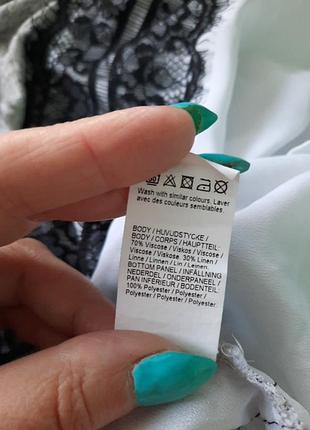 Wash with similar colours. Laver
avec des couleurs semblables.
BODY / HUVUDSTYCKE /
BODY / CORPS / HAUPTTEIL:
70% Viscose / Viskos / Viscose /
Viscose / Viskose. 30% Linen /
Linne / Linnen / Lin / Leinen.
BOTTOM PANEL / INFÄLLNING
NEDERDEL / ONDERPANEEL /
PAN INFÉRIEUR / BODENTEIL:
100% Polyester / Polyester /
Polyester / Polyester / Polyester